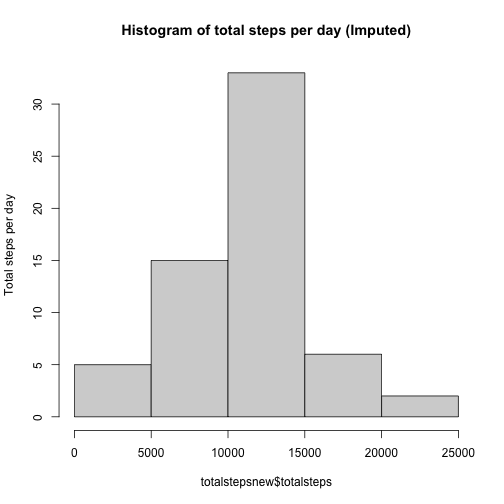 Histogram of total steps per day (Imputed)
Total steps per day
30
25
20
15
10
5
0
0 5000 10000 15000 20000 25000
totalstepsnew$totalsteps